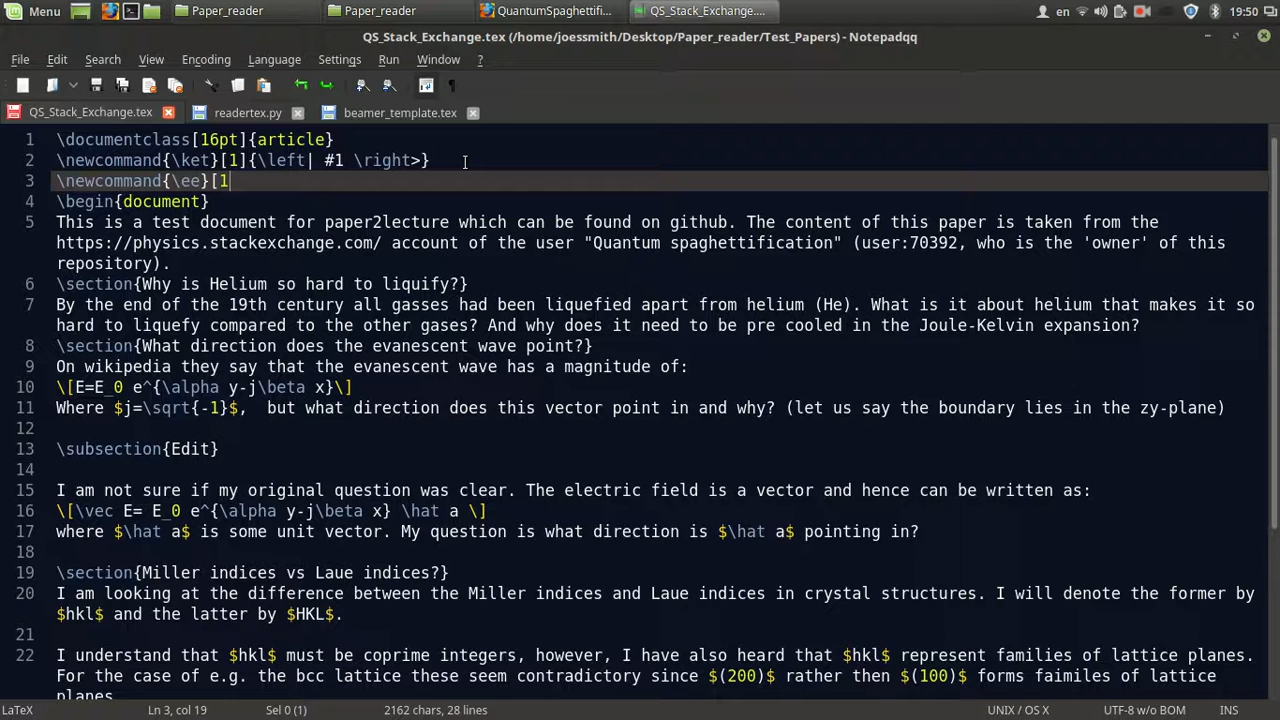 Menu
Paper_reader
Paper_reader
QuantumSpaghettifi...
QS_Stack_Exchange....
en
19:50
QS_Stack_Exchange.tex (/home/joessmith/Desktop/Paper_reader/Test_Papers) - Notepadqq
File Edit Search View Encoding Language Settings Run Window ?
QS_Stack_Exchange.tex readertex.py beamer_template.tex
1 \documentclass[16pt]{article}
2 \newcommand{\ket}[1]{\left| #1 \right>}
3 \newcommand{\ee}[1
4 \begin{document}
5 This is a test document for paper2lecture which can be found on github. The content of this paper is taken from the
https://physics.stackexchange.com/ account of the user "Quantum spaghettification" (user:70392, who is the 'owner' of this
repository).
6 \section{Why is Helium so hard to liquify?}
7 By the end of the 19th century all gasses had been liquefied apart from helium (He). What is it about helium that makes it so
hard to liquefy compared to the other gases? And why does it need to be pre cooled in the Joule-Kelvin expansion?
8 \section{What direction does the evanescent wave point?}
9 On wikipedia they say that the evanescent wave has a magnitude of:
10 \[E=E_0 e^{\alpha y-j\beta x}\]
11 Where $j=\sqrt{-1}$,  but what direction does this vector point in and why? (let us say the boundary lies in the zy-plane)
12
13 \subsection{Edit}
14
15 I am not sure if my original question was clear. The electric field is a vector and hence can be written as:
16 \[\vec E= E_0 e^{\alpha y-j\beta x} \hat a \]
17 where $\hat a$ is some unit vector. My question is what direction is $\hat a$ pointing in?
18
19 \section{Miller indices vs Laue indices?}
20 I am looking at the difference between the Miller indices and Laue indices in crystal structures. I will denote the former by
$hkl$ and the latter by $HKL$.
21
22 I understand that $hkl$ must be coprime integers, however, I have also heard that $hkl$ represent families of lattice planes.
For the case of e.g. the bcc lattice these seem contradictory since $(200)$ rather then $(100)$ forms faimiles of lattice
planes
LaTeX Ln 3, col 19 Sel 0 (1) 2162 chars, 28 lines UNIX / OS X UTF-8 w/o BOM INS